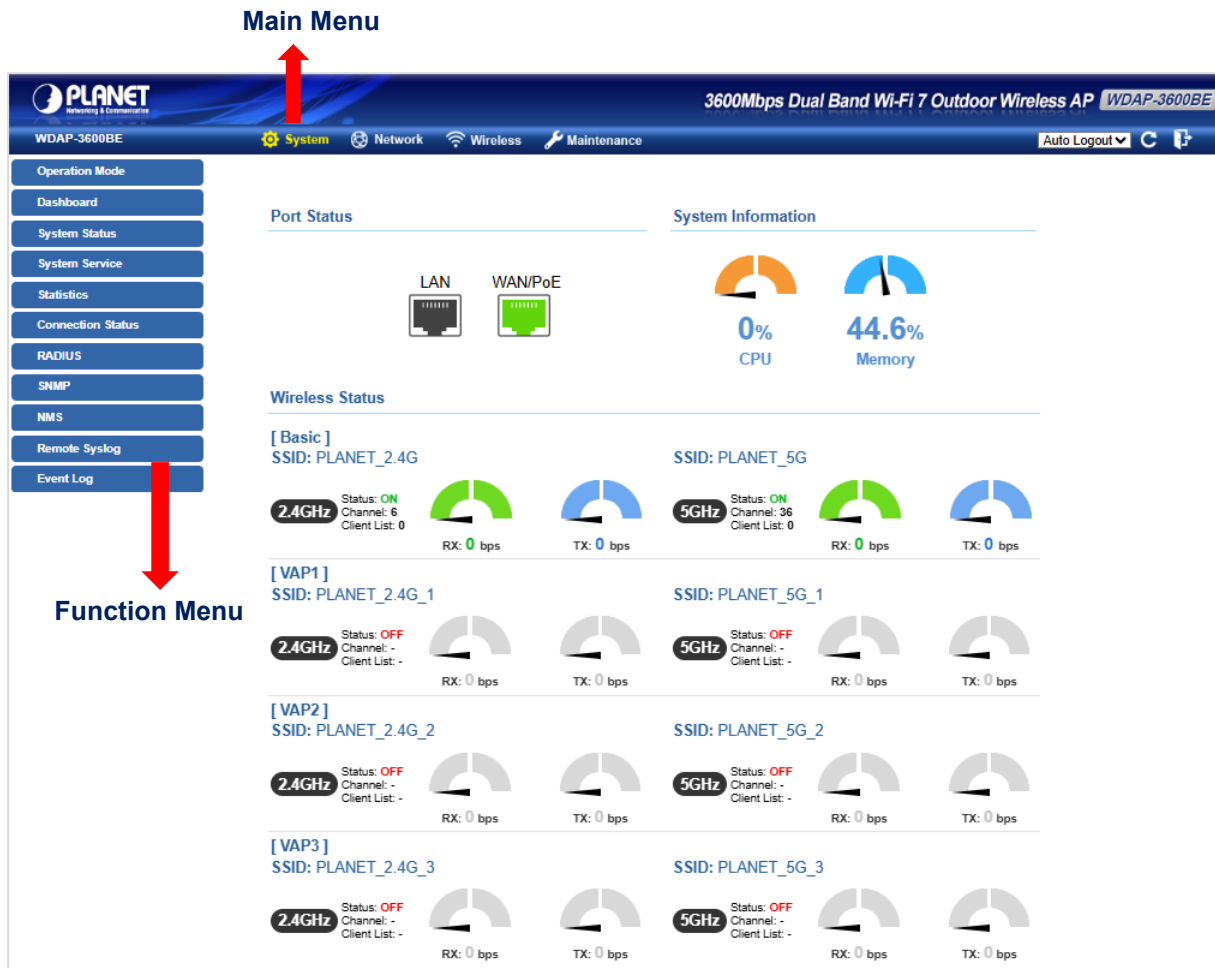 Main Menu
PLANET
Networking & Communication
3600Mbps Dual Band Wi-Fi 7 Outdoor Wireless AP WDAP-3600BE
WDAP-3600BE System Network Wireless Maintenance Auto Logout
Operation Mode
Dashboard
System Status
System Service
Statistics
Connection Status
RADIUS
SNMP
NMS
Remote Syslog
Event Log
Function Menu
Port Status
LAN WAN/PoE
System Information
0% 44.6%
CPU Memory
Wireless Status
[ Basic ]
SSID: PLANET_2.4G
2.4GHz
Status: ON
Channel: 6
Client List: 0
RX: 0 bps TX: 0 bps
SSID: PLANET_5G
5GHz
Status: ON
Channel: 36
Client List: 0
RX: 0 bps TX: 0 bps
[ VAP1 ]
SSID: PLANET_2.4G_1
2.4GHz
Status: OFF
Channel: -
Client List: -
RX: 0 bps TX: 0 bps
SSID: PLANET_5G_1
5GHz
Status: OFF
Channel: -
Client List: -
RX: 0 bps TX: 0 bps
[ VAP2 ]
SSID: PLANET_2.4G_2
2.4GHz
Status: OFF
Channel: -
Client List: -
RX: 0 bps TX: 0 bps
SSID: PLANET_5G_2
5GHz
Status: OFF
Channel: -
Client List: -
RX: 0 bps TX: 0 bps
[ VAP3 ]
SSID: PLANET_2.4G_3
2.4GHz
Status: OFF
Channel: -
Client List: -
RX: 0 bps TX: 0 bps
SSID: PLANET_5G_3
5GHz
Status: OFF
Channel: -
Client List: -
RX: 0 bps TX: 0 bps